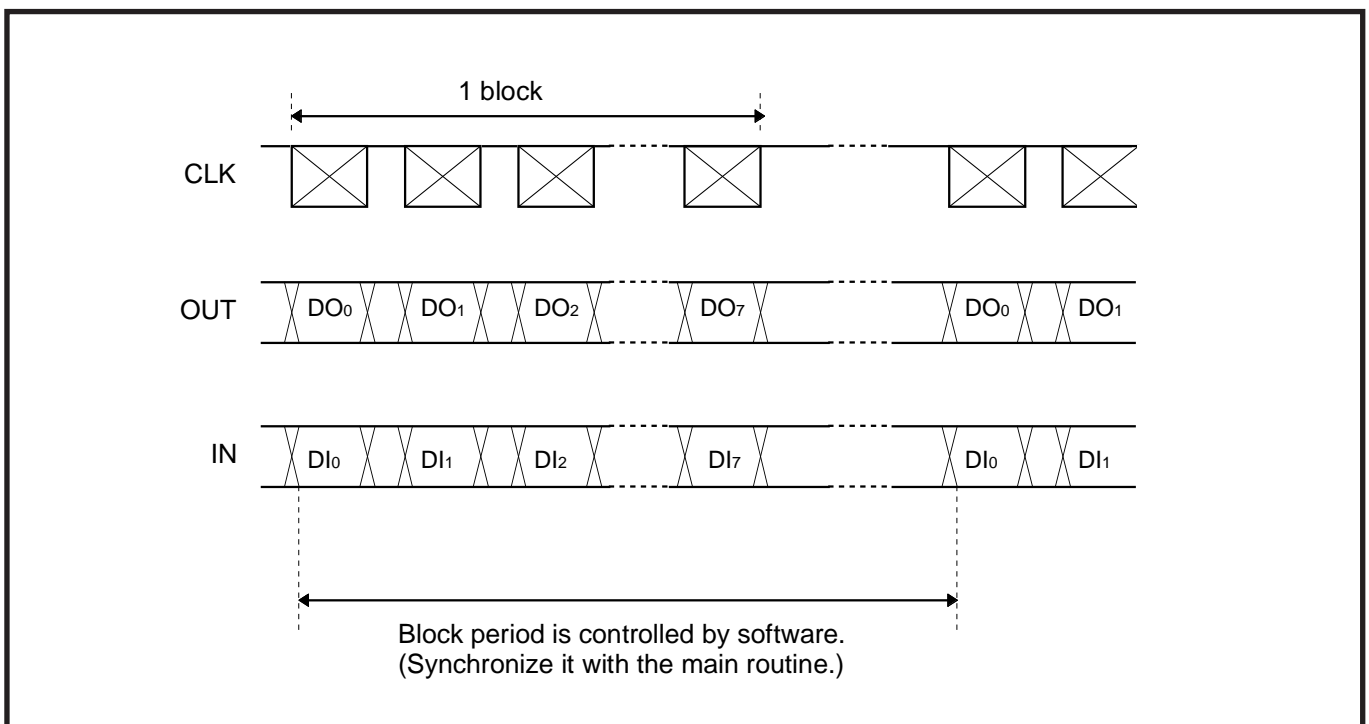 1 block
CLK
OUT
DO0 DO1 DO2 DO7 DO0 DO1
IN
DI0 DI1 DI2 DI7 DI0 DI1
Block period is controlled by software.
(Synchronize it with the main routine.)